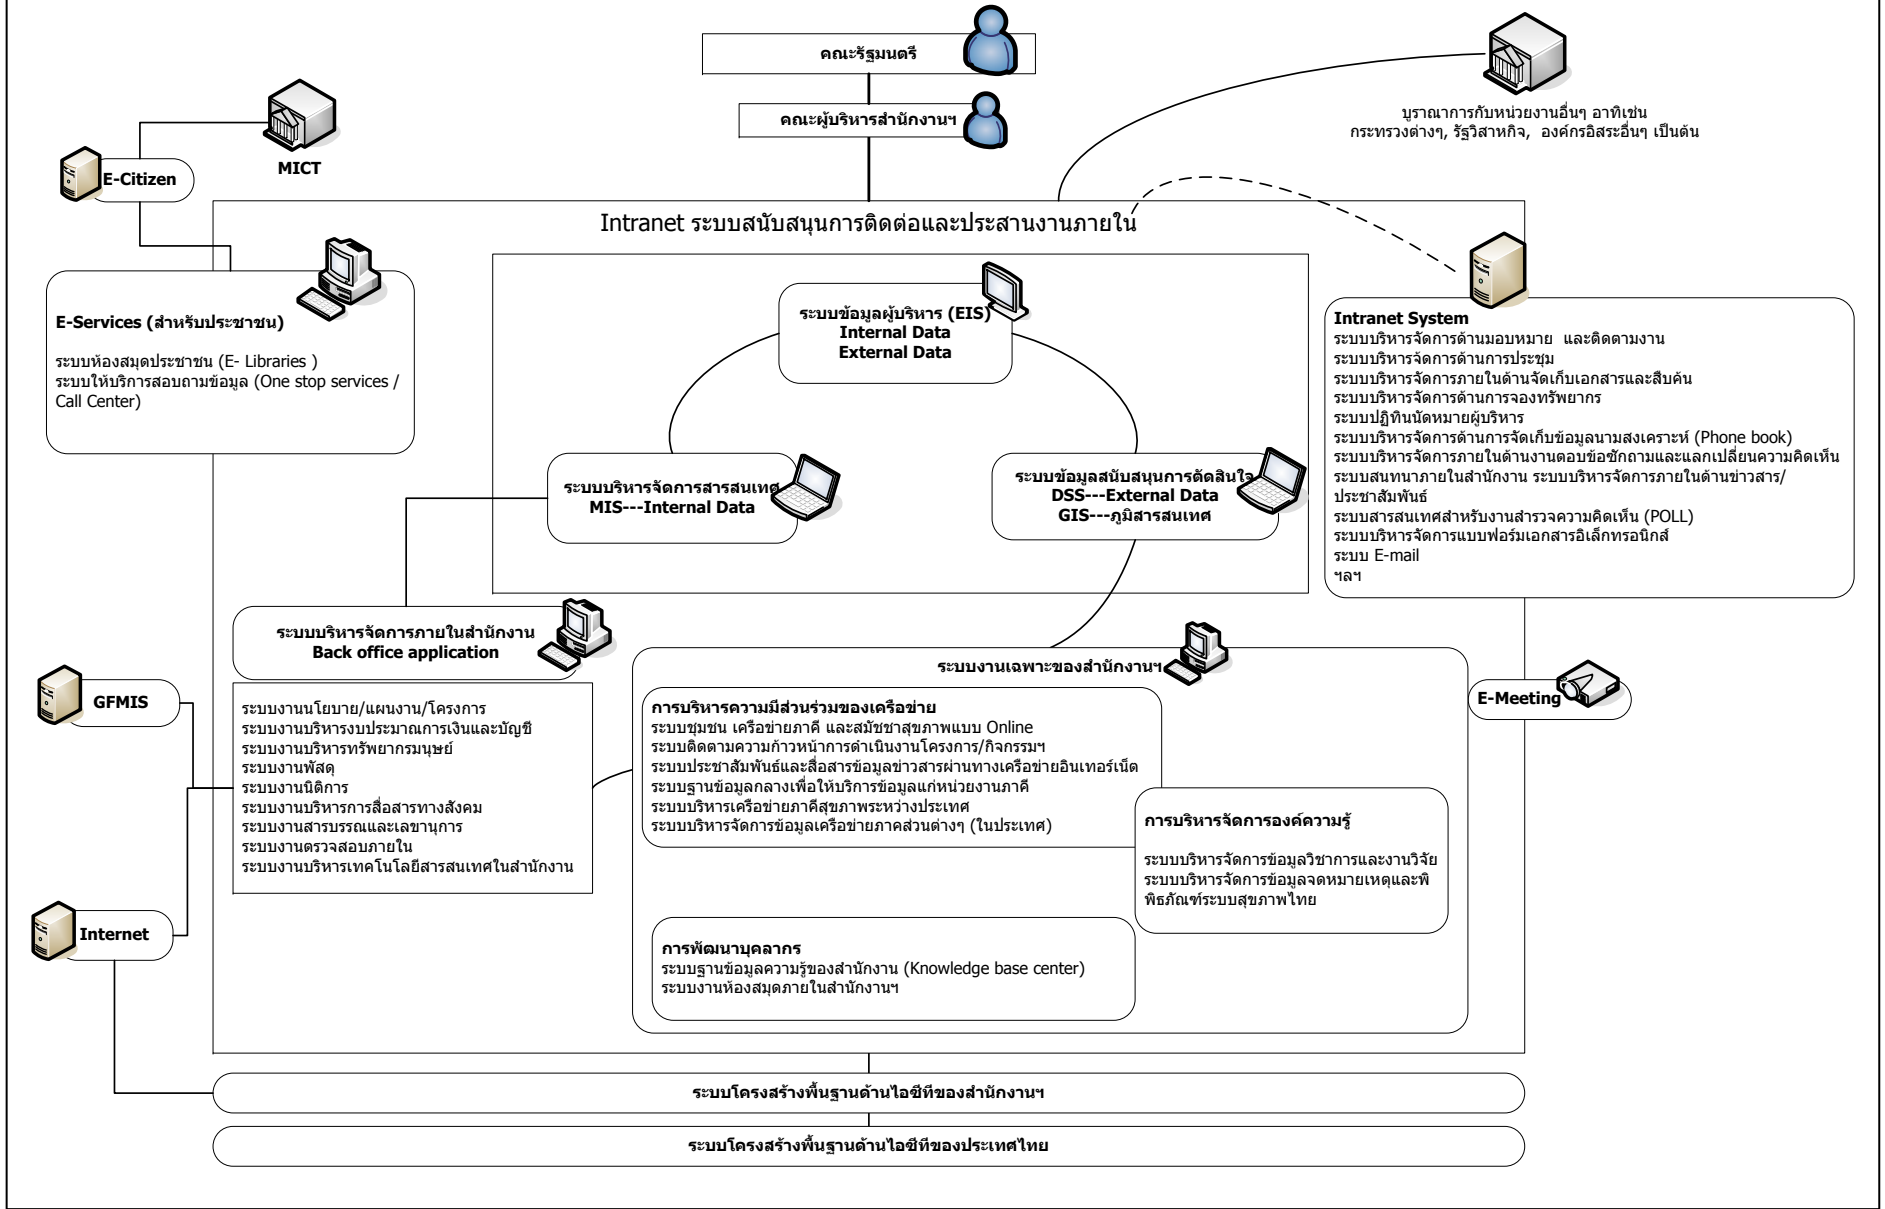 คณะรัฐมนตรี
คณะผู้บริหารสำนักงานฯ
บูราณาการกับหน่วยงานอื่นๆ อาทิเช่น
กระทรวงต่างๆ, รัฐวิสาหกิจ, องค์กรอิสระอื่นๆ เป็นต้น
MICT
E-Citizen
Intranet ระบบสนับสนุนการติดต่อและประสานงานภายใน
E-Services (สำหรับประชาชน)
ระบบห้องสมุดประชาชน (E- Libraries )
ระบบให้บริการสอบถามข้อมูล (One stop services /
Call Center)
ระบบข้อมูลผู้บริหาร (EIS)
Internal Data
External Data
ระบบบริหารจัดการสารสนเทศ
MIS---Internal Data
ระบบข้อมูลสนับสนุนการตัดสินใจ
DSS---External Data
GIS---ภูมิสารสนเทศ
Intranet System
ระบบบริหารจัดการด้านมอบหมาย และติดตามงาน
ระบบบริหารจัดการด้านการประชุม
ระบบบริหารจัดการภายในด้านจัดเก็บเอกสารและสืบค้น
ระบบบริหารจัดการด้านการจองทรัพยากร
ระบบปฏิทินนัดหมายผู้บริหาร
ระบบบริหารจัดการด้านการจัดเก็บข้อมูลนามสงเคราะห์ (Phone book)
ระบบบริหารจัดการภายในด้านงานตอบข้อซักถามและแลกเปลี่ยนความคิดเห็น
ระบบสนทนาภายในสำนักงาน ระบบบริหารจัดการภายในด้านข่าวสาร/
ประชาสัมพันธ์
ระบบสารสนเทศสำหรับงานสำรวจความคิดเห็น (POLL)
ระบบบริหารจัดการแบบฟอร์มเอกสารอิเล็กทรอนิกส์
ระบบ E-mail
ฯลฯ
ระบบบริหารจัดการภายในสำนักงาน
Back office application
GFMIS
ระบบงานนโยบาย/แผนงาน/โครงการ
ระบบงานบริหารงบประมาณการเงินและบัญชี
ระบบงานบริหารทรัพยากรมนุษย์
ระบบงานพัสดุ
ระบบงานนิติการ
ระบบงานบริหารการสื่อสารทางสังคม
ระบบงานสารบรรณและเลขานุการ
ระบบงานตรวจสอบภายใน
ระบบงานบริหารเทคโนโลยีสารสนเทศในสำนักงาน
Internet
ระบบงานเฉพาะของสำนักงานฯ
E-Meeting
การบริหารความมีส่วนร่วมของเครือข่าย
ระบบชุมชน เครือข่ายภาคี และสมัชชาสุขภาพแบบ Online
ระบบติดตามความก้าวหน้าการดำเนินงานโครงการ/กิจกรรมฯ
ระบบประชาสัมพันธ์และสื่อสารข้อมูลข่าวสารผ่านทางเครือข่ายอินเทอร์เน็ต
ระบบฐานข้อมูลกลางเพื่อให้บริการข้อมูลแก่หน่วยงานภาคี
ระบบบริหารเครือข่ายภาคีสุขภาพระหว่างประเทศ
ระบบบริหารจัดการข้อมูลเครือข่ายภาคส่วนต่างๆ (ในประเทศ)
การบริหารจัดการองค์ความรู้
ระบบบริหารจัดการข้อมูลวิชาการและงานวิจัย
ระบบบริหารจัดการข้อมูลจดหมายเหตุและพิ
พิธภัณฑ์ระบบสุขภาพไทย
การพัฒนาบุคลากร
ระบบฐานข้อมูลความรู้ของสำนักงาน (Knowledge base center)
ระบบงานห้องสมุดภายในสำนักงานฯ
ระบบโครงสร้างพื้นฐานด้านไอซีทีของสำนักงานฯ
ระบบโครงสร้างพื้นฐานด้านไอซีทีของประเทศไทย